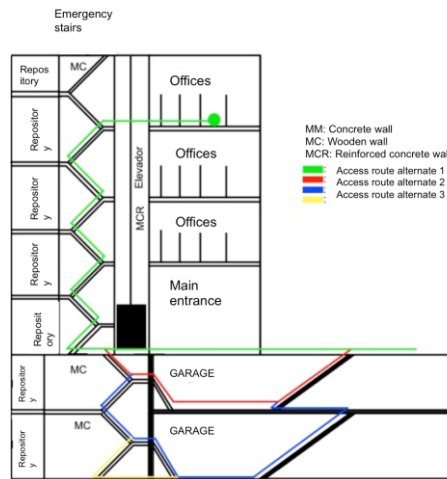 Emergency
stairs
MC
Repos
itory
Offices
Repositor
y
Elevador
MCR
MM: Concrete wall
MC: Wooden wall
MCR: Reinforced concrete wall
Access route alternate 1
Access route alternate 2
Access route alternate 3
Offices
Repositor
y
Offices
Repositor
y
Main
entrance
Reposit
ory
MC
GARAGE
Repositor
y
MC
GARAGE
Repositor
y